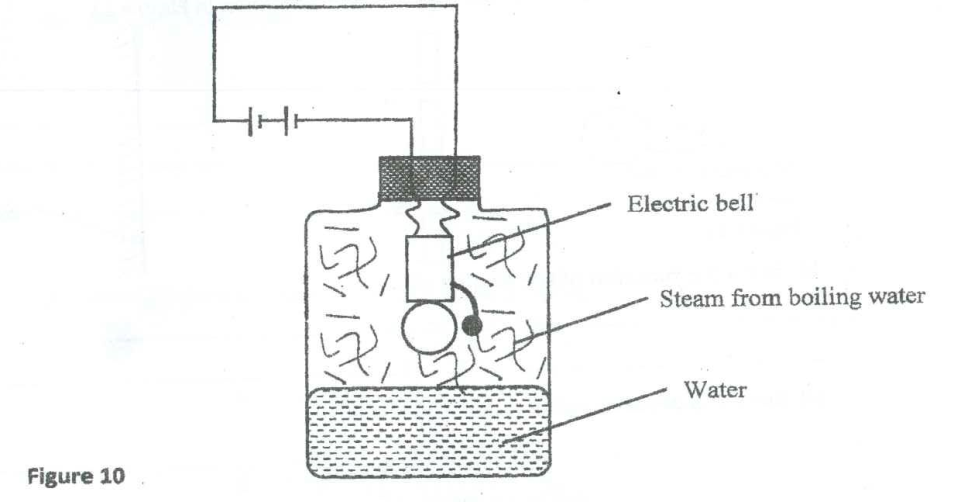 Electric bell
Steam from boiling water
Water
Figure 10